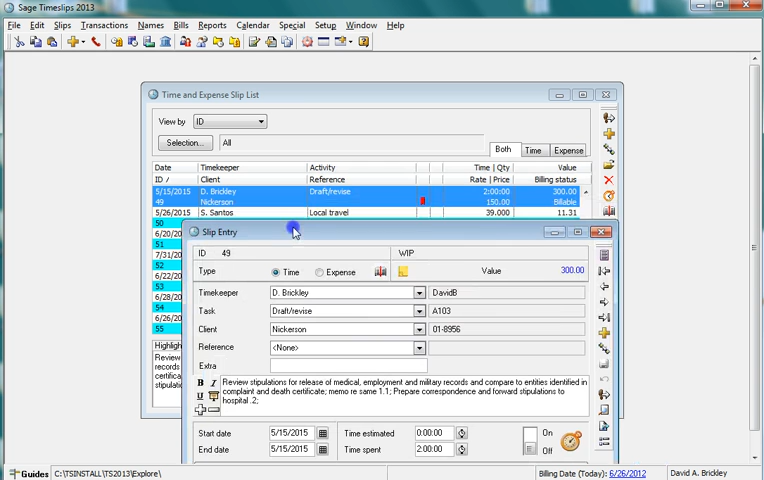 Sage Timeslips 2013
File Edit Slips Transactions Names Bills Reports Calendar Special Setup Window Help
Time and Expense Slip List
View by ID
Selection... All
Both Time Expense
Date Timekeeper Activity Time | Qty Value
ID / Client Reference Rate | Price Billing status
5/15/2015 D. Brickley Draft/revise 2:00:00 300.00
49 Nickerson 150.00 Billable
5/26/2015 S. Santos Local travel 39.000 11.31
50
6/20/
51
7/31/
52
6/22/
53
6/28/
54
6/26/
55
Highligh
Review
records
certifica
stipulati
Slip Entry
ID 49 WIP
Type Time Expense Value 300.00
Timekeeper D. Brickley DavidB
Task Draft/revise A103
Client Nickerson 01-8956
Reference <None>
Extra
B I U
Review stipulations for release of medical, employment and military records and compare to entities identified in
complaint and death certificate; memo re same 1.1; Prepare correspondence and forward stipulations to
hospital .2;
Start date 5/15/2015 Time estimated 0:00:00 On
End date 5/15/2015 Time spent 2:00:00 Off
Guides C:\TSINSTALL\TS2013\Explore\ Billing Date (Today): 6/26/2012 David A. Brickley